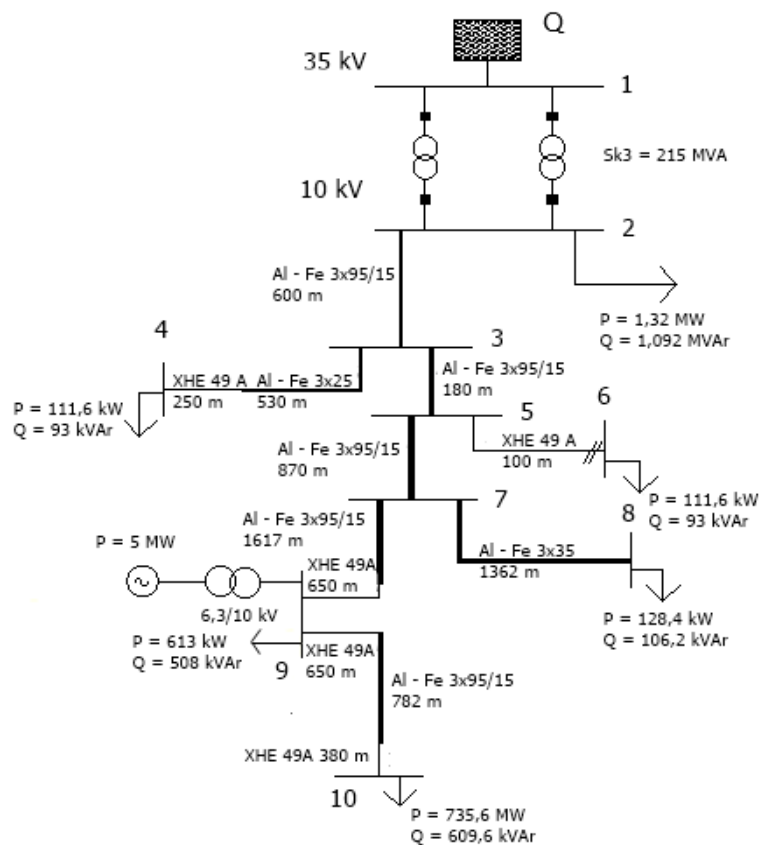 Q
35 kV
1
Sk3 = 215 MVA
10 kV
2
Al - Fe 3x95/15
600 m
P = 1,32 MW
Q = 1,092 MVAr
4
3
XHE 49 A
250 m
Al - Fe 3x25
530 m
Al - Fe 3x95/15
180 m
P = 111,6 kW
Q = 93 kVAr
5
6
XHE 49 A
100 m
Al - Fe 3x95/15
870 m
P = 111,6 kW
Q = 93 kVAr
7
8
Al - Fe 3x95/15
1617 m
P = 5 MW
XHE 49A
650 m
Al - Fe 3x35
1362 m
6,3/10 kV
P = 128,4 kW
Q = 106,2 kVAr
P = 613 kW
Q = 508 kVAr
9
XHE 49A
650 m
Al - Fe 3x95/15
782 m
XHE 49A 380 m
10
P = 735,6 MW
Q = 609,6 kVAr